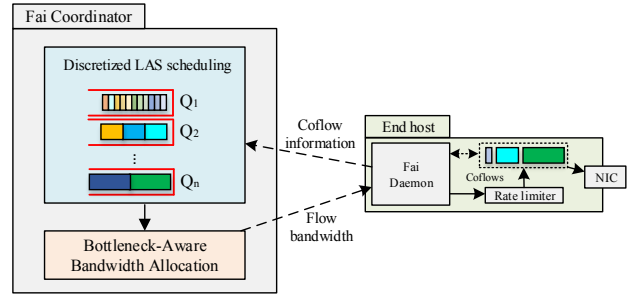 Fai Coordinator
Discretized LAS scheduling
Q1
Q2
⋮
Qn
Bottleneck-Aware
Bandwidth Allocation
Coflow
information
Flow
bandwidth
End host
Fai
Daemon
Coflows
Rate limiter
NIC